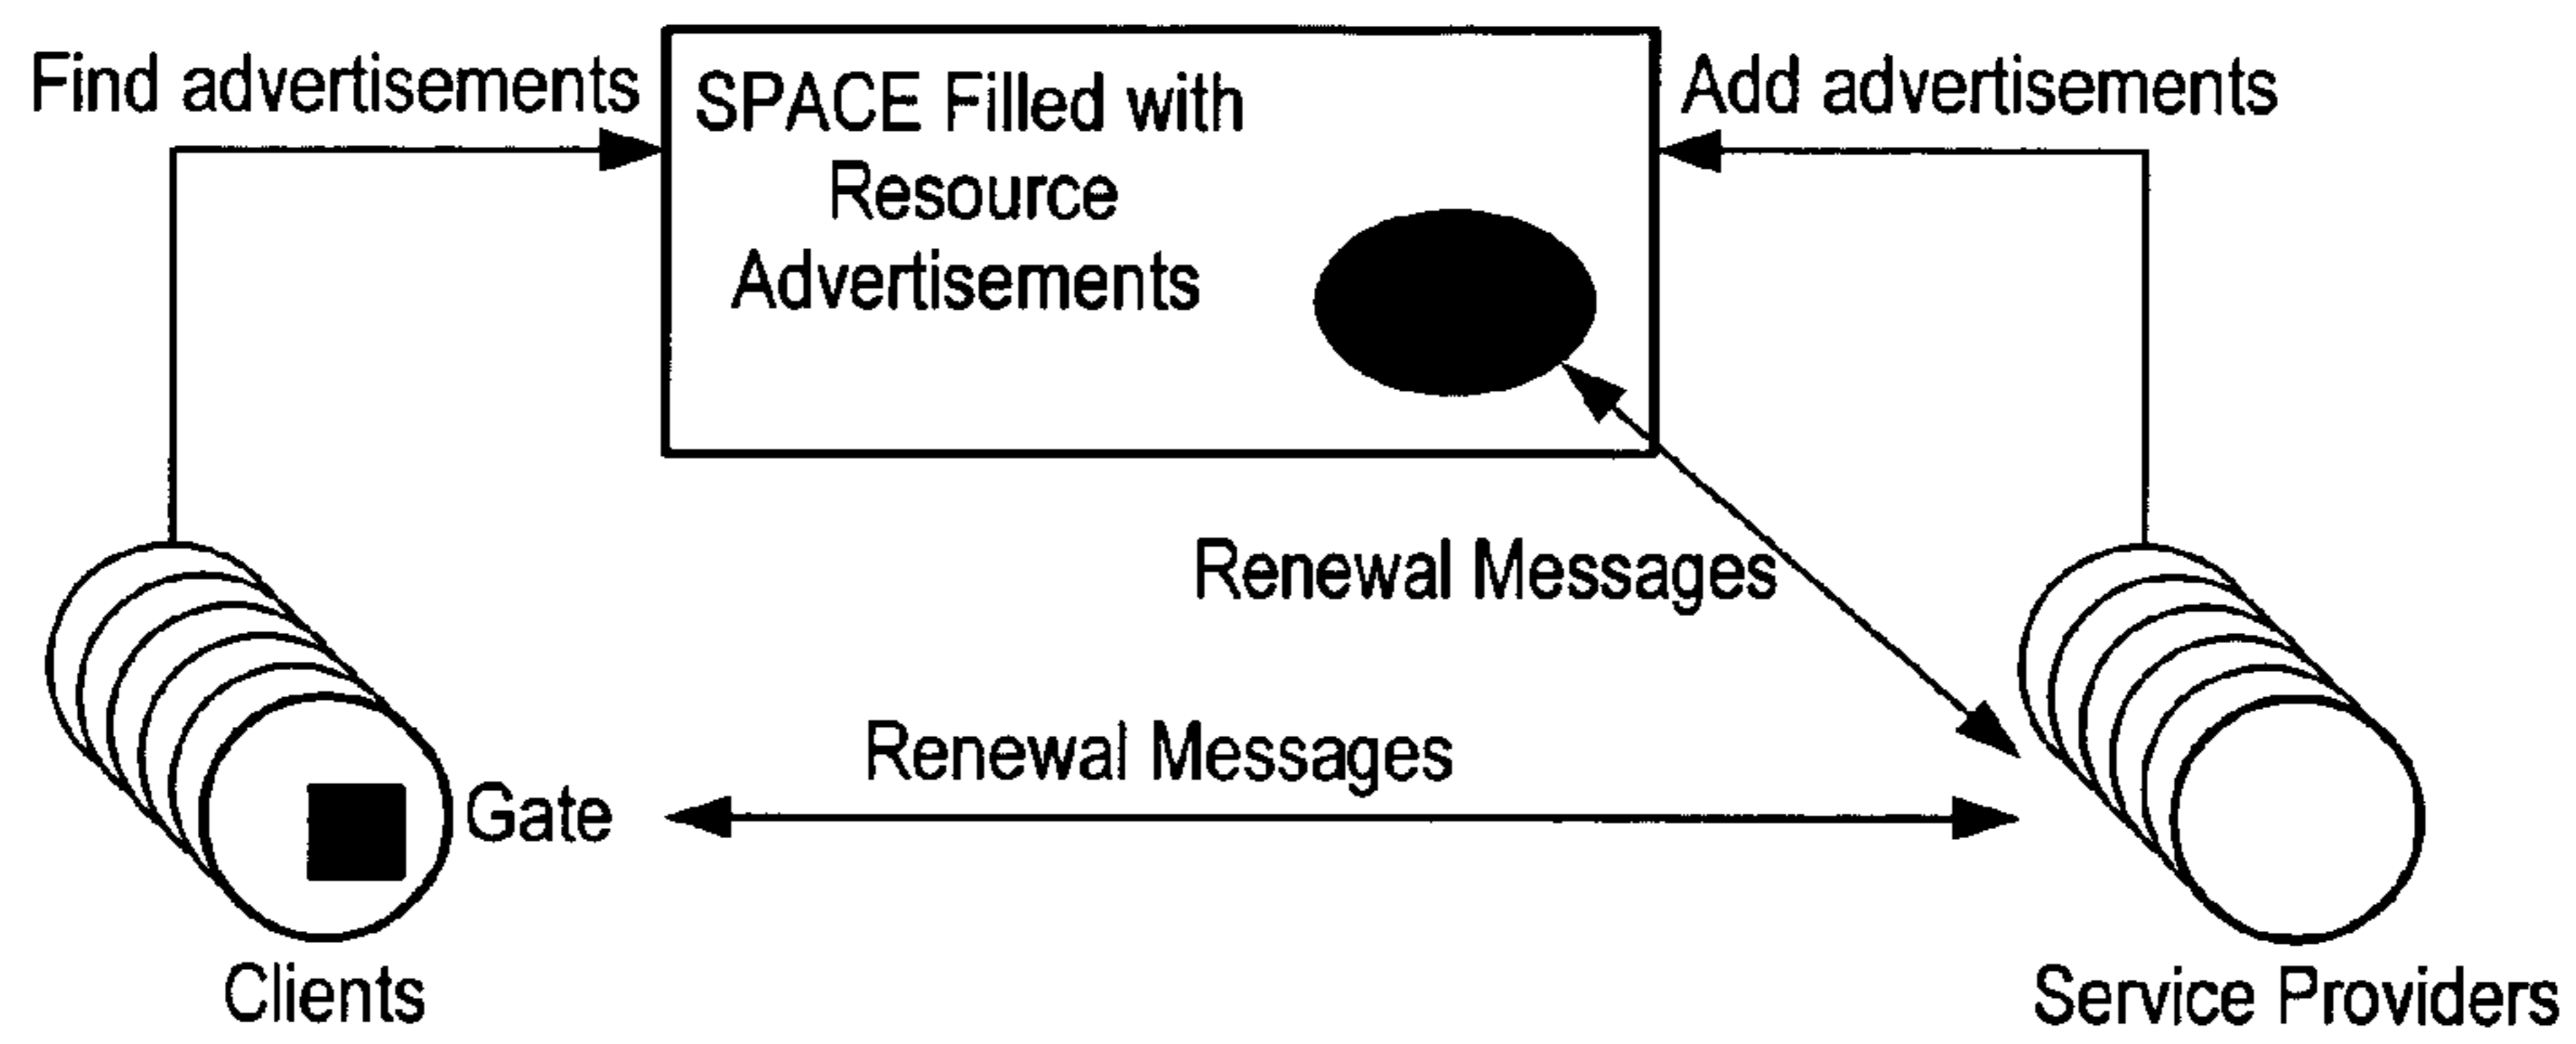 Find advertisements
SPACE Filled with
Resource
Advertisements
Add advertisements
Renewal Messages
Renewal Messages
Gate
Clients
Service Providers